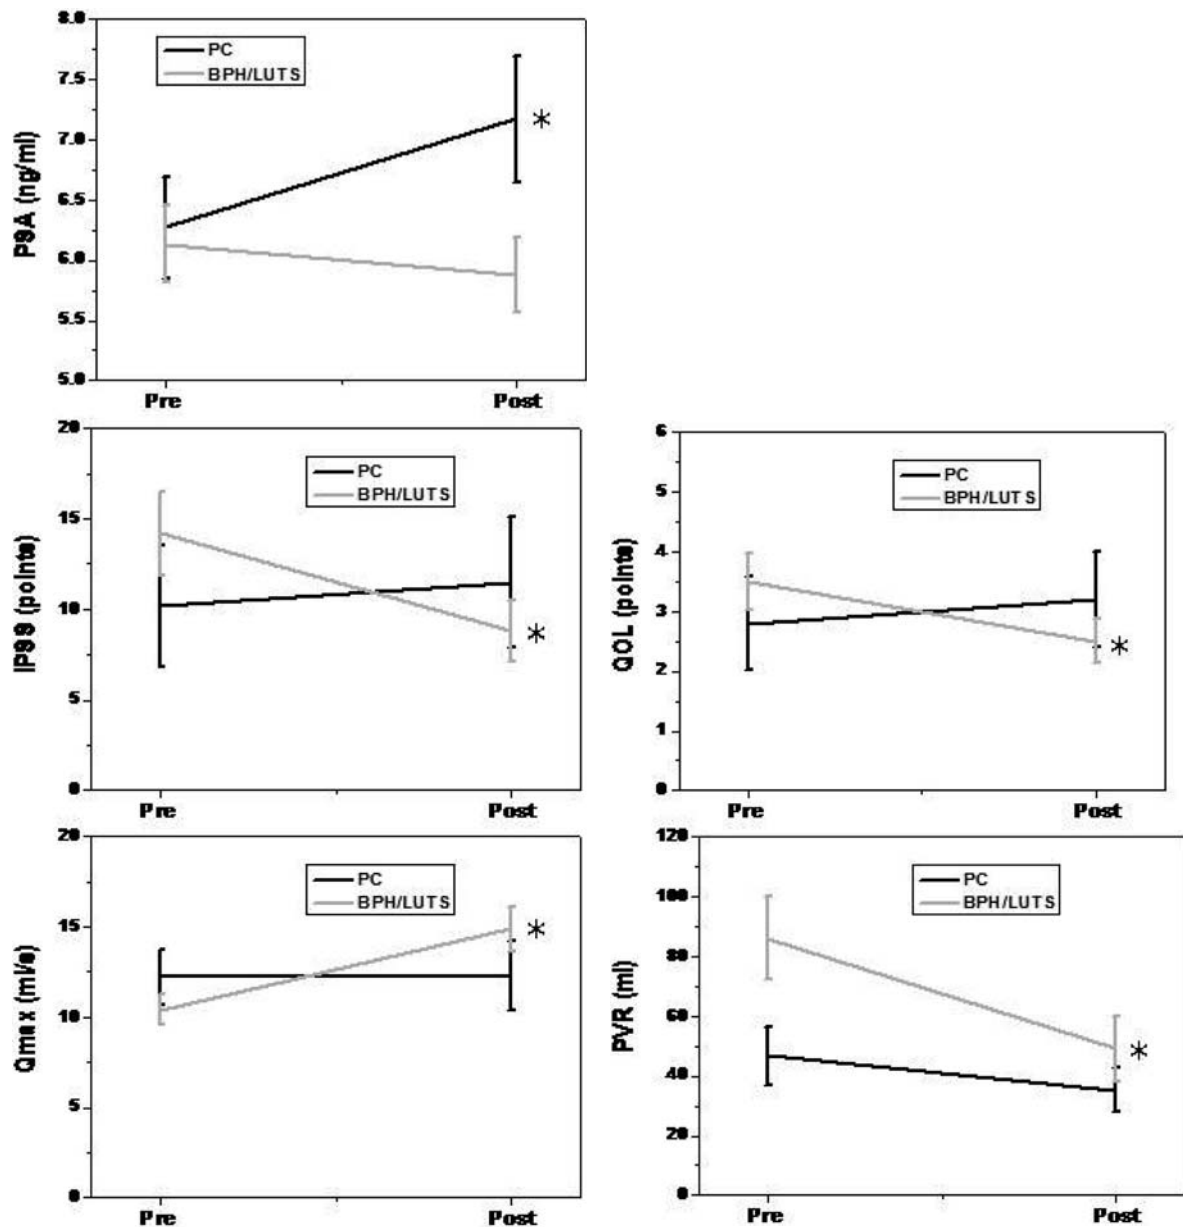 8.0
7.5
7.0
6.5
6.0
5.5
5.0
PSA (ng/ml)
PC
BPH/LUTS
*
Pre
Post
20
15
10
5
0
IPSS (points)
PC
BPH/LUTS
*
Pre
Post
6
5
4
3
2
1
0
QOL (points)
PC
BPH/LUTS
*
Pre
Post
20
15
10
5
0
Qmax (ml/s)
PC
BPH/LUTS
*
Pre
Post
120
100
80
60
40
20
0
PVR (ml)
PC
BPH/LUTS
*
Pre
Post